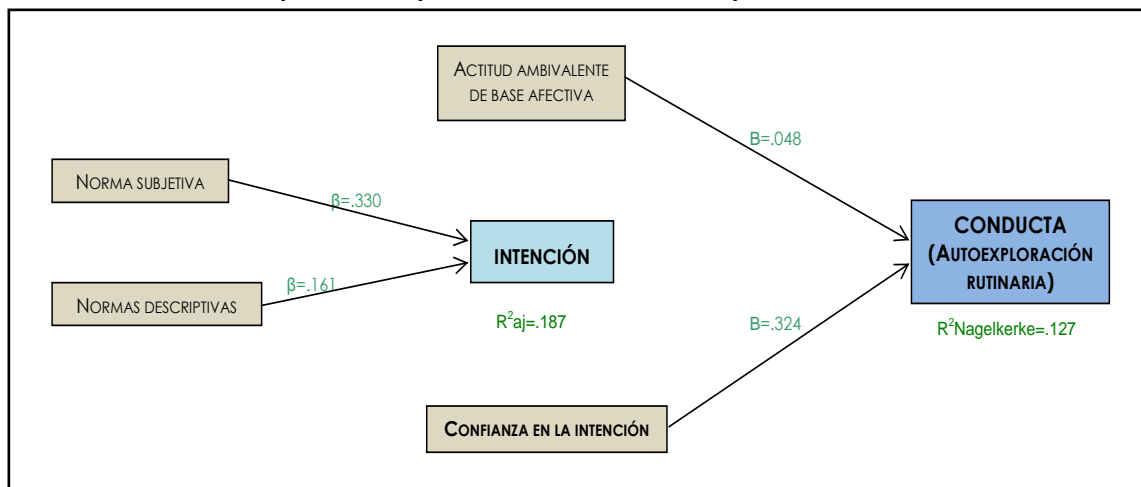 ACTITUD AMBIVALENTE
DE BASE AFECTIVA
B=.048
NORMA SUBJETIVA
β=.330
CONDUCTA
(AUTOEXPLORACIÓN
RUTINARIA)
INTENCIÓN
β=.161
NORMAS DESCRIPTIVAS
R²aj=.187
B=.324
R²Nagelkerke=.127
CONFIANZA EN LA INTENCIÓN